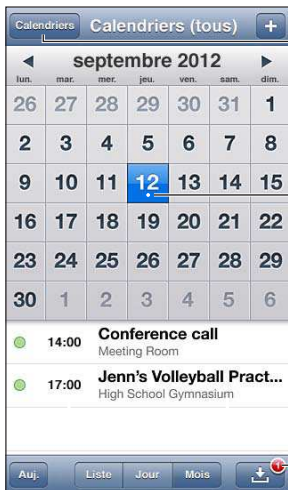 Calendriers Calendriers (tous) +
septembre 2012
lun. mar. mer. jeu. ven. sam. dim.
26 27 28 29 30 31 1
2 3 4 5 6 7 8
9 10 11 12 13 14 15
16 17 18 19 20 21 22
23 24 25 26 27 28 29
30 1 2 3 4 5 6
14:00 Conference call
Meeting Room
17:00 Jenn's Volleyball Pract...
High School Gymnasium
Auj. Liste Jour Mois 1